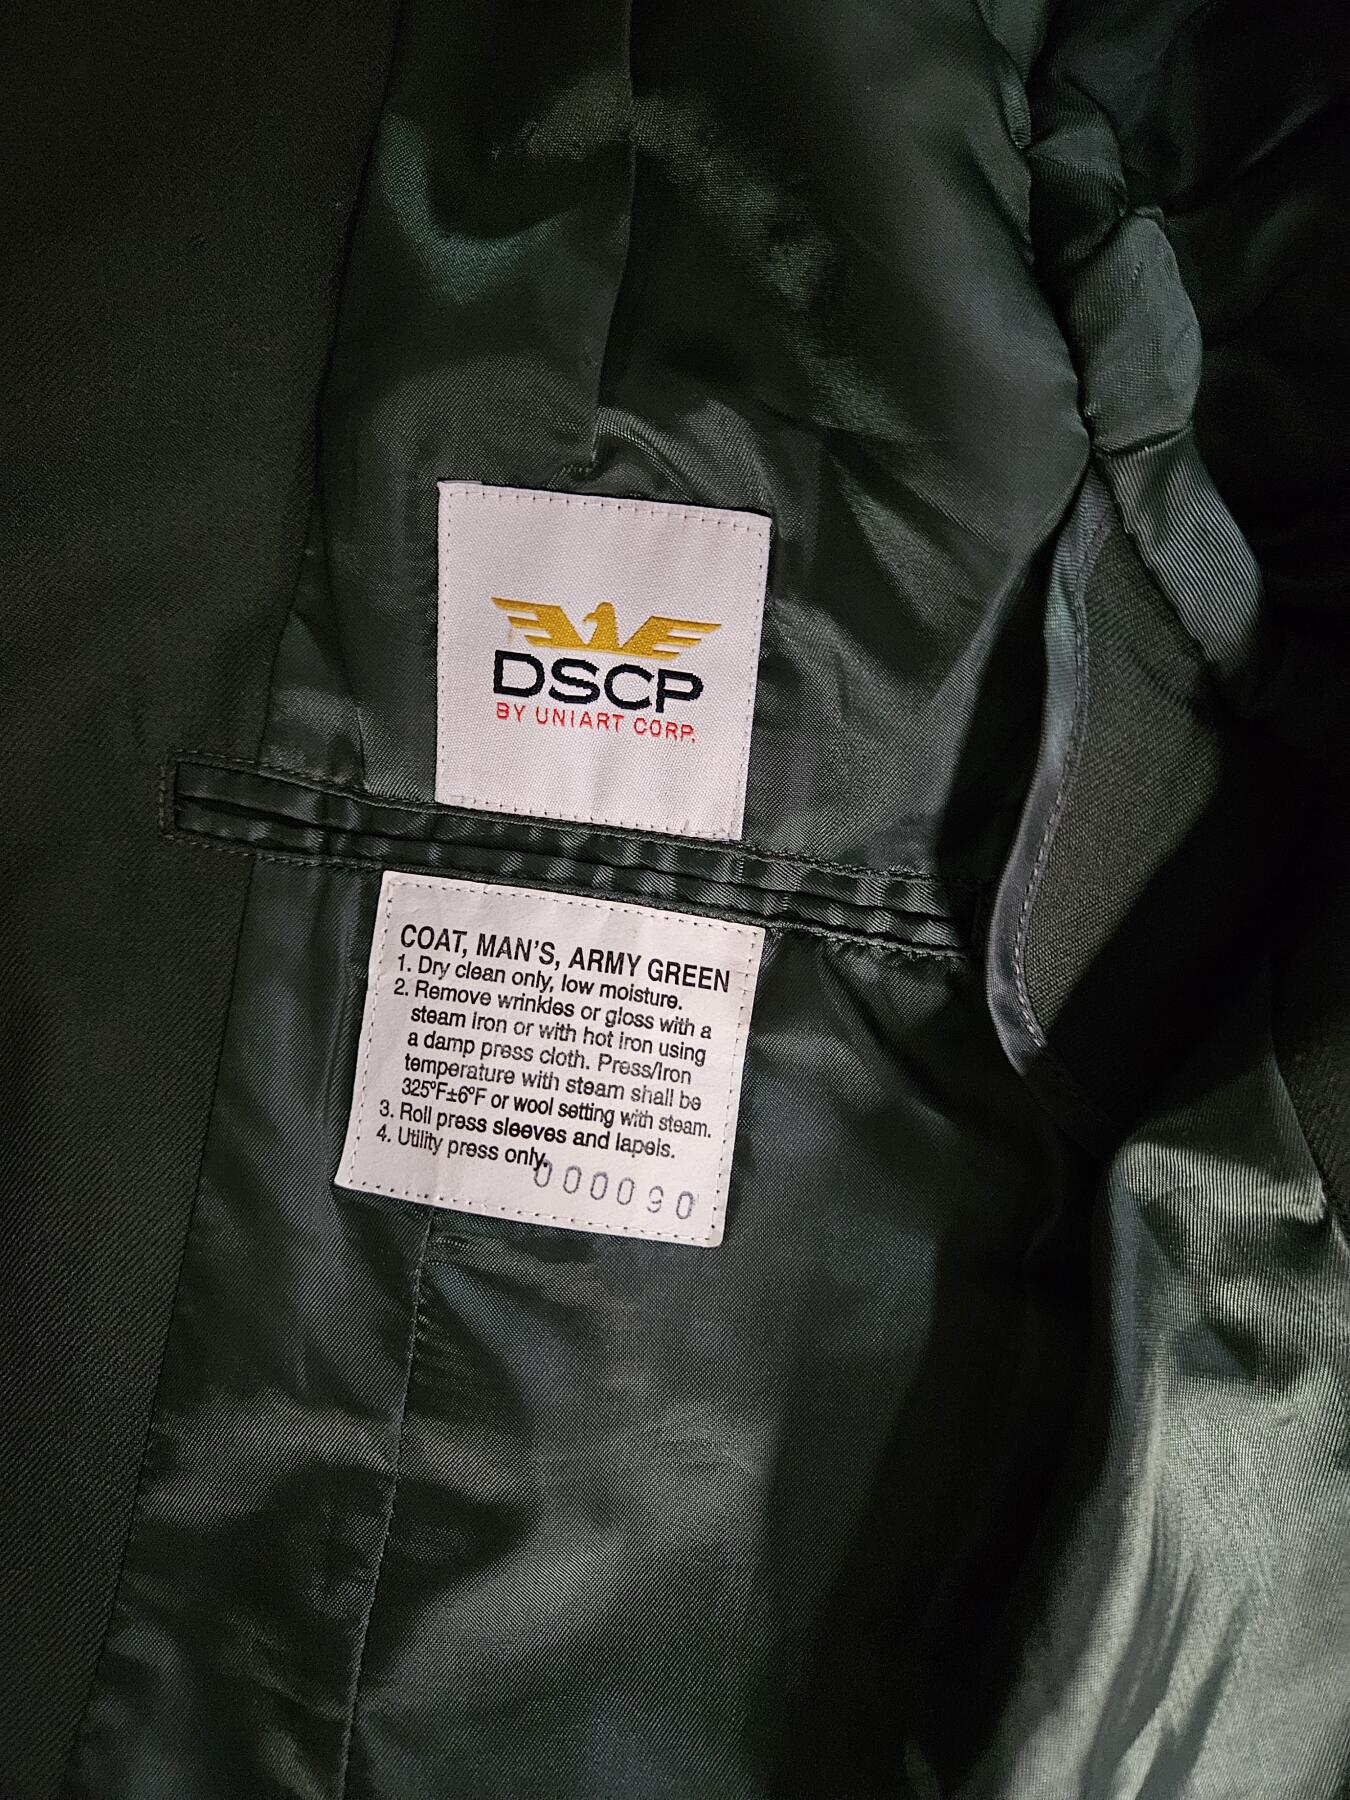 DSCP
BY UNIART CORP.
COAT, MAN'S, ARMY GREEN
1. Dry clean only, low moisture.
2. Remove wrinkles or gloss with a
steam iron or with hot iron using
a damp press cloth. Press/Iron
temperature with steam shall be
325°F±6°F or wool setting with steam.
3. Roll press sleeves and lapels.
4. Utility press only.
000090